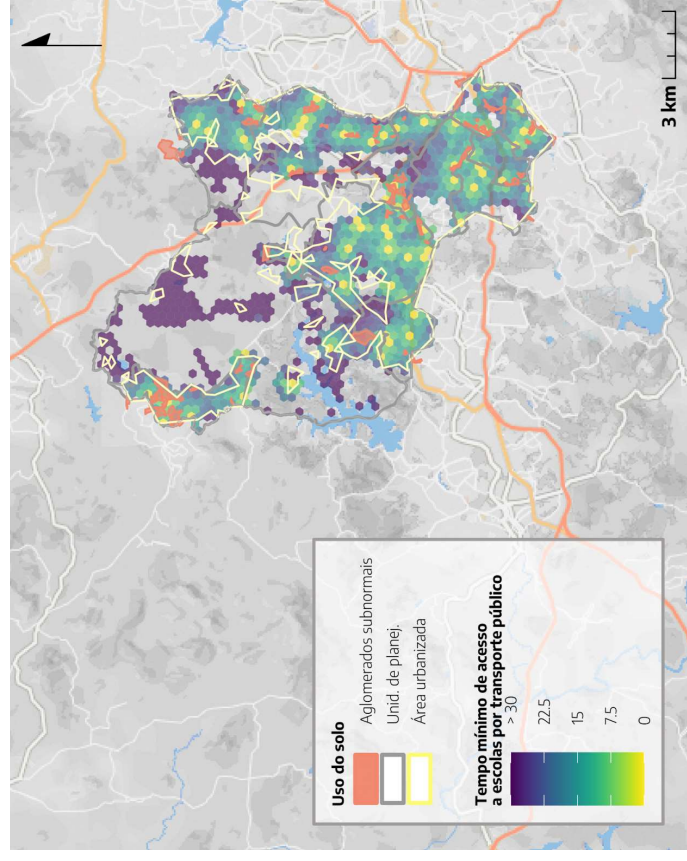 3 km
Uso do solo
Aglomerados subnormais
Unid. de planej.
Área urbanizada
Tempo mínimo de acesso
a escolas por transporte público
> 30
22.5
15
7.5
0